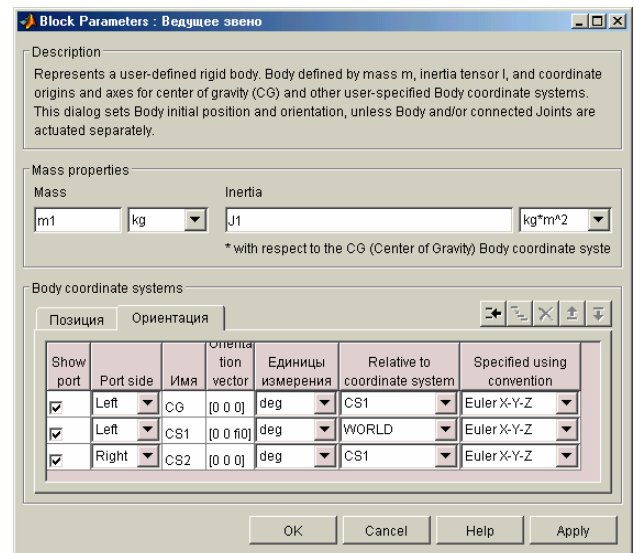 Block Parameters : Ведущее звено
Description
Represents a user-defined rigid body. Body defined by mass m, inertia tensor I, and coordinate
origins and axes for center of gravity (CG) and other user-specified Body coordinate systems.
This dialog sets Body initial position and orientation, unless Body and/or connected Joints are
actuated separately.
Mass properties
Mass Inertia
m1 kg J1 kg*m^2
* with respect to the CG (Center of Gravity) Body coordinate syste
Body coordinate systems
Позиция Ориентация
Show port Port side Имя Orienta tion vector Единицы измерения Relative to coordinate system Specified using convention
Left CG [0 0 0] deg CS1 Euler X-Y-Z
Left CS1 [0 0 fi0] deg WORLD Euler X-Y-Z
Right CS2 [0 0 0] deg CS1 Euler X-Y-Z
OK Cancel Help Apply